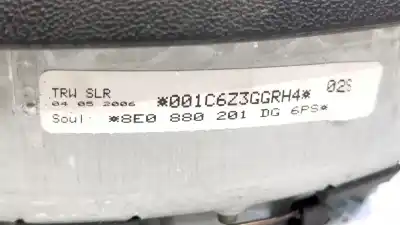 TRW SLR
04 05 2006 *001C6Z3GGRH4* 02S
Soul: *8E0 880 201 DG 6PS*